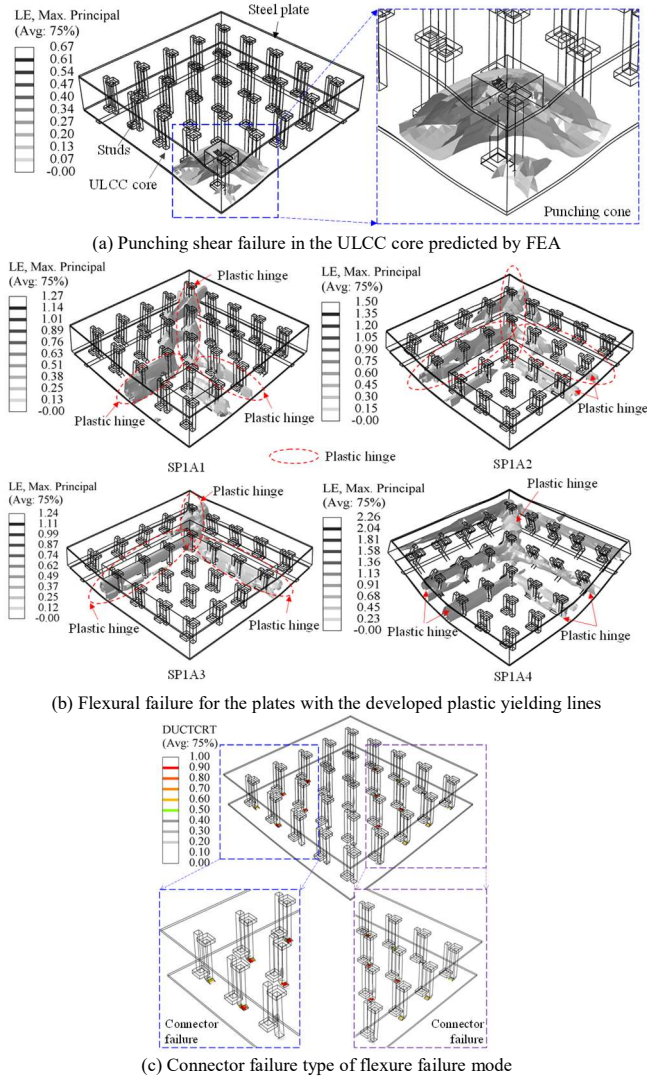 LE, Max. Principal
(Avg: 75%)
0.67
0.61
0.54
0.47
0.40
0.34
0.27
0.20
0.13
0.07
-0.00
Steel plate
Studs
ULCC core
Punching cone
(a) Punching shear failure in the ULCC core predicted by FEA
LE, Max. Principal
(Avg: 75%)
1.27
1.14
1.01
0.89
0.76
0.63
0.51
0.38
0.25
0.13
-0.00
Plastic hinge
Plastic hinge
Plastic hinge
SP1A1
LE, Max. Principal
(Avg: 75%)
1.50
1.35
1.20
1.05
0.90
0.75
0.60
0.45
0.30
0.15
-0.00
Plastic hinge
SP1A2
Plastic hinge
LE, Max. Principal
(Avg: 75%)
1.24
1.11
0.99
0.87
0.74
0.62
0.49
0.37
0.25
0.12
-0.00
Plastic hinge
Plastic hinge
Plastic hinge
SP1A3
LE, Max. Principal
(Avg: 75%)
2.26
2.04
1.81
1.58
1.36
1.13
0.91
0.68
0.45
0.23
-0.00
Plastic hinge
Plastic hinge
Plastic hinge
SP1A4
(b) Flexural failure for the plates with the developed plastic yielding lines
DUCTCRT
(Avg: 75%)
1.00
0.90
0.80
0.70
0.60
0.50
0.40
0.30
0.20
0.10
0.00
Connector
failure
Connector
failure
(c) Connector failure type of flexure failure mode